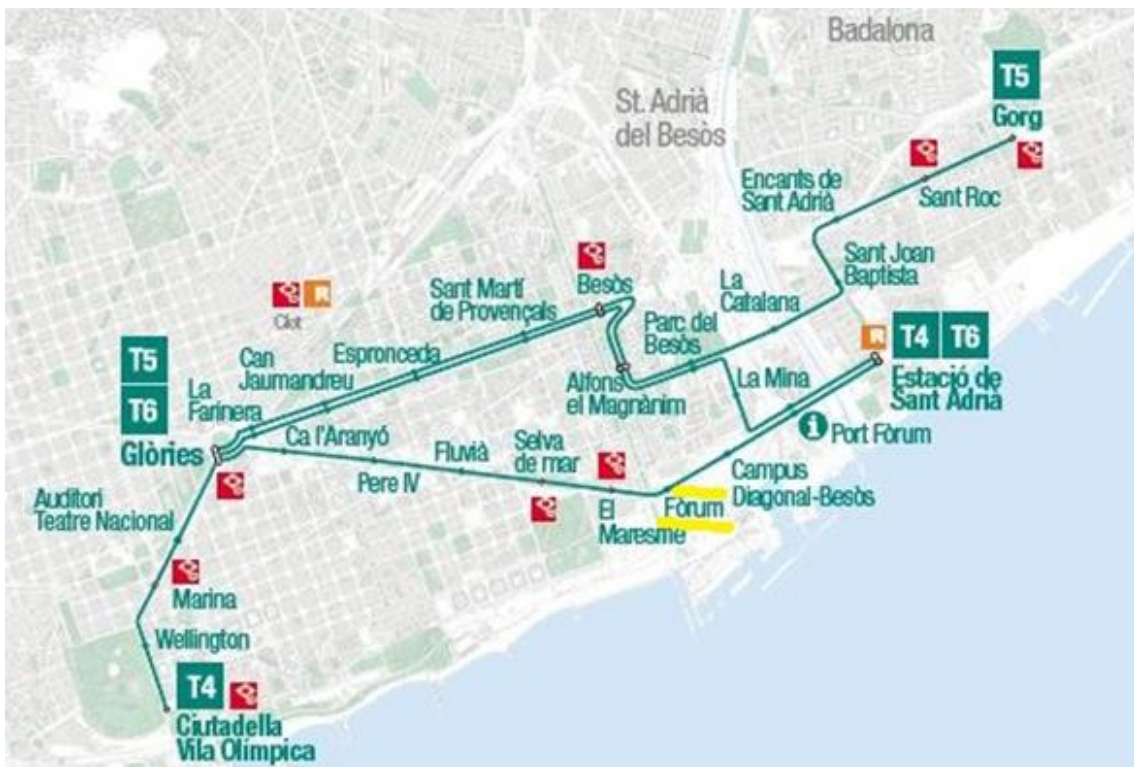 Badalona
T5
Gorg
St. Adrià
del Besòs
Encants de
Sant Adrià
Sant Roc
Sant Joan
Baptista
Besòs
La
Catalana
Sant Martí
de Provençals
Clot
Parc del
Besòs
T4 T6
Estació de
Sant Adrià
T5
T6
Glòries
Can
Jaumandreu
Espronceda
La
Farinera
Alfons
el Magnànim
La Mina
i
Port Fòrum
Ca l'Aranyó
Pere IV
Fluvià
Selva
de mar
El
Maresme
Fòrum
Campus
Diagonal-Besòs
Auditori
Teatre Nacional
Marina
Wellington
T4
Ciutadella
Vila Olímpica